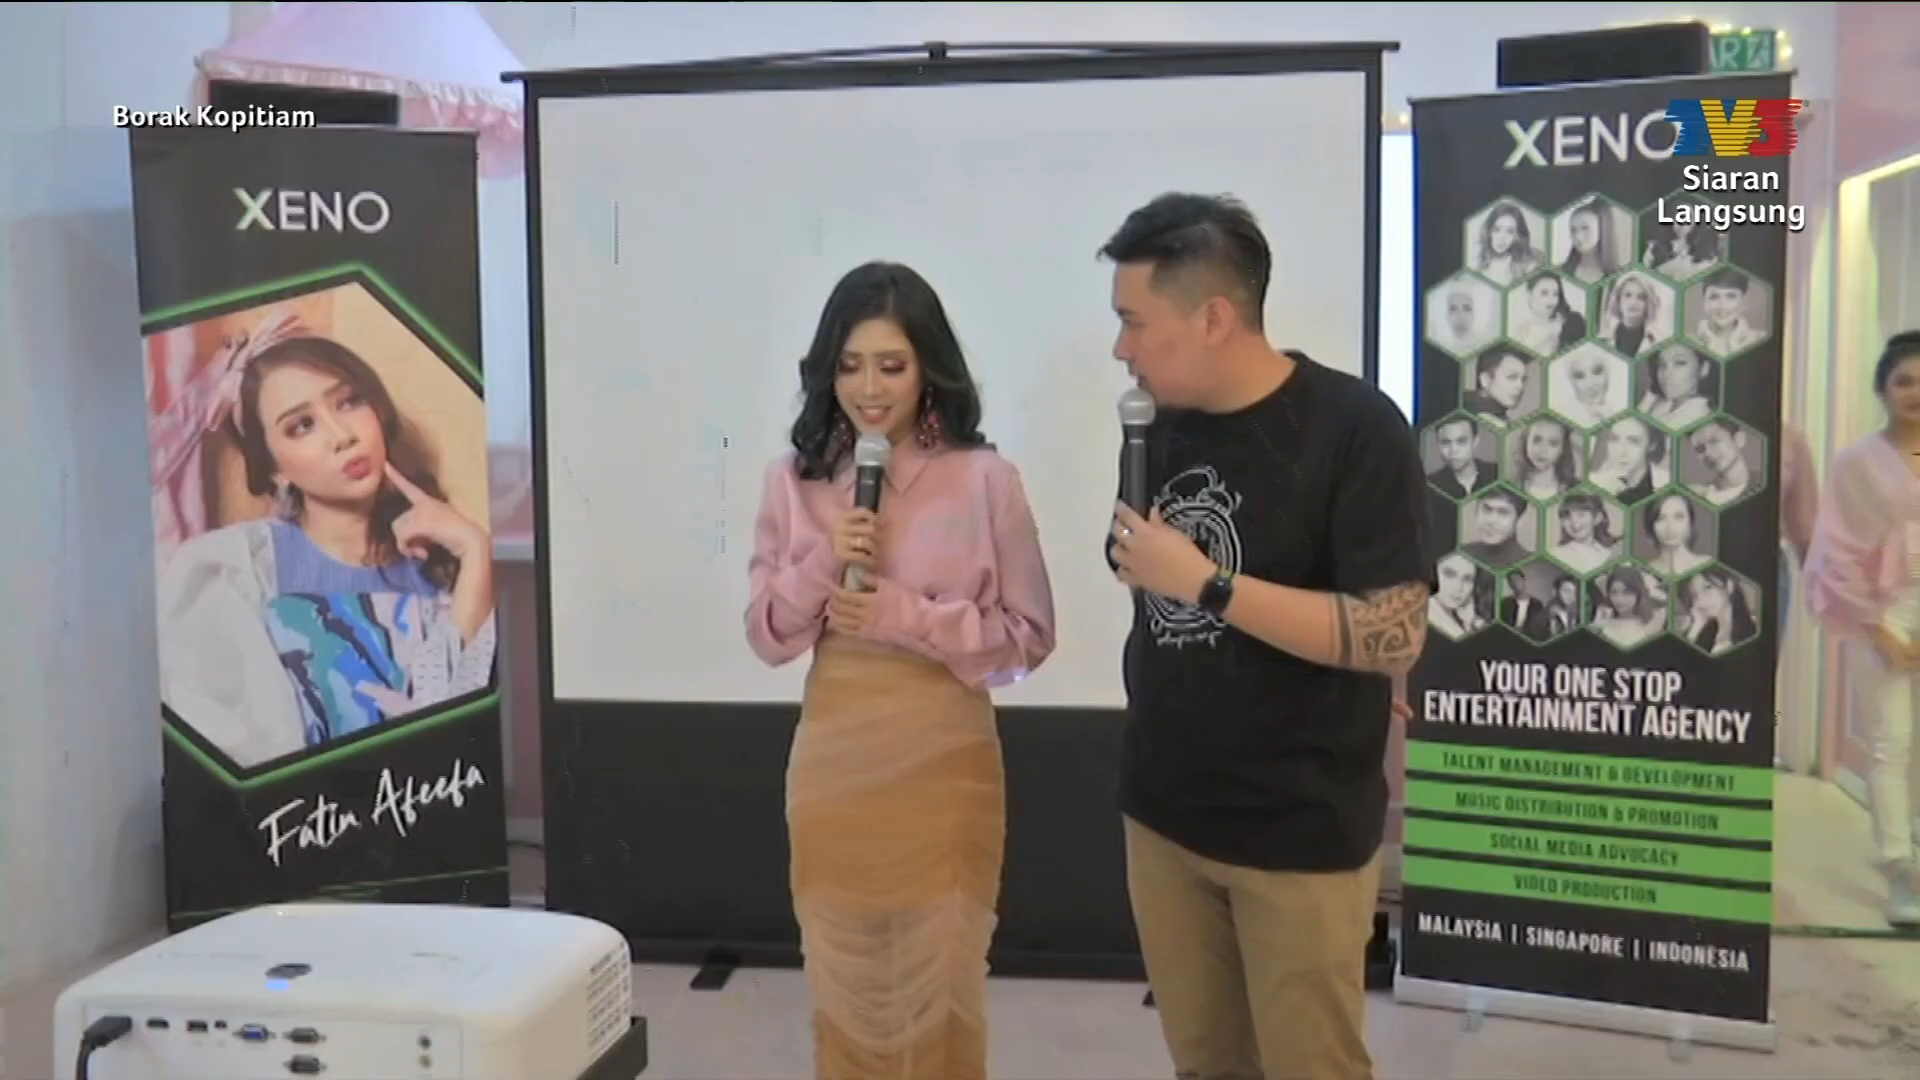 Borak Kopitiam
TV3
Siaran
Langsung
XENO
Fatin Afeefa
XENO
YOUR ONE STOP
ENTERTAINMENT AGENCY
TALENT MANAGEMENT & DEVELOPMENT
MUSIC DISTRIBUTION & PROMOTION
SOCIAL MEDIA ADVOCACY
VIDEO PRODUCTION
MALAYSIA | SINGAPORE | INDONESIA